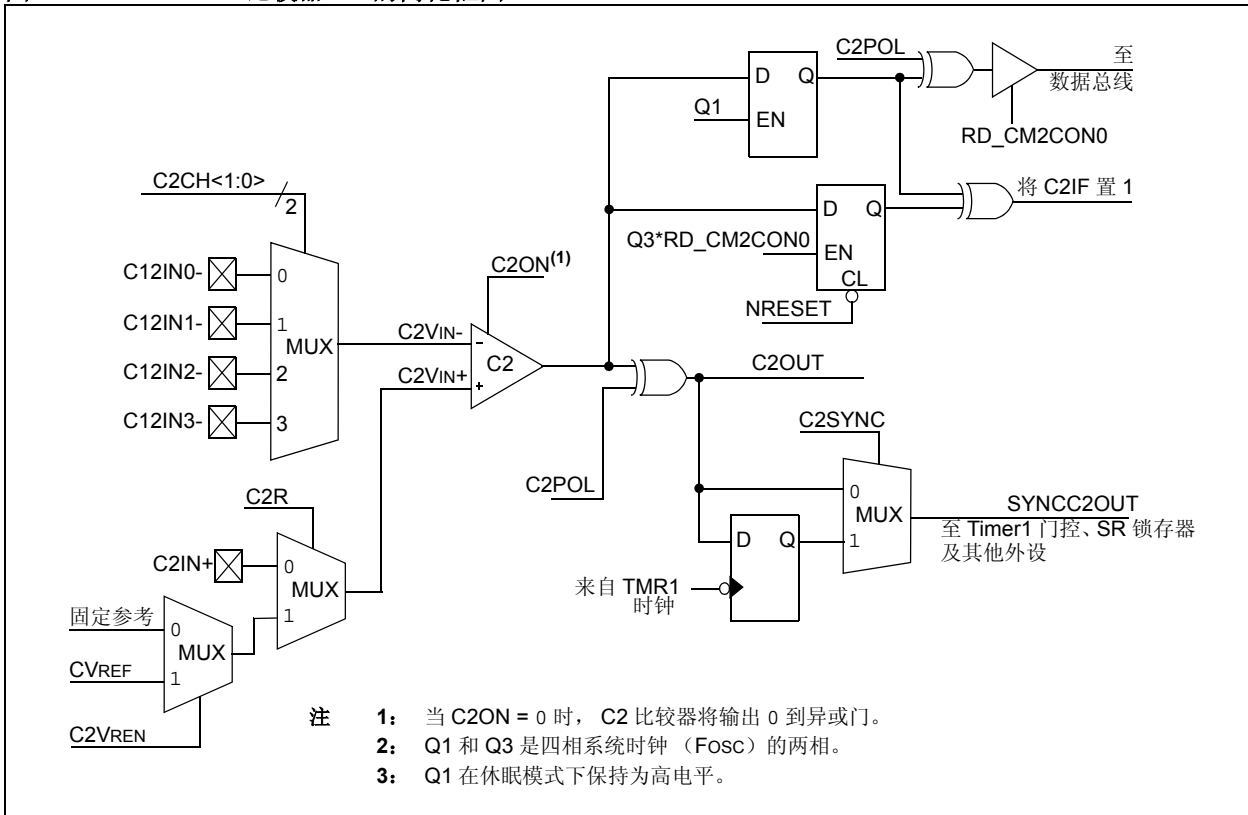 C2POL
D Q
Q1
EN
至
数据总线
RD_CM2CON0
C2CH<1:0>
2
将 C2IF 置 1
D Q
Q3*RD_CM2CON0
EN
CL
NRESET
C2ON(1)
C12IN0-
0
C12IN1-
1
MUX
C12IN2-
2
C12IN3-
3
C2VIN-
-
C2
C2VIN+
+
C2OUT
C2POL
C2SYNC
0
MUX
1
SYNCC2OUT
至 Timer1 门控、SR 锁存器
及其他外设
D Q
来自 TMR1
时钟
C2R
C2IN+
0
MUX
1
固定参考
0
MUX
CVREF
1
C2VREN
注 1： 当 C2ON = 0 时， C2 比较器将输出 0 到异或门。
2： Q1 和 Q3 是四相系统时钟 （FOSC）的两相。
3： Q1 在休眠模式下保持为高电平。